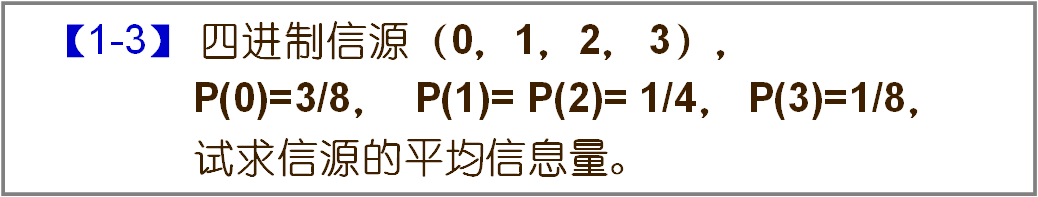 【1-3】 四进制信源（0，1，2，3），
P(0)=3/8， P(1)= P(2)= 1/4， P(3)=1/8，
试求信源的平均信息量。